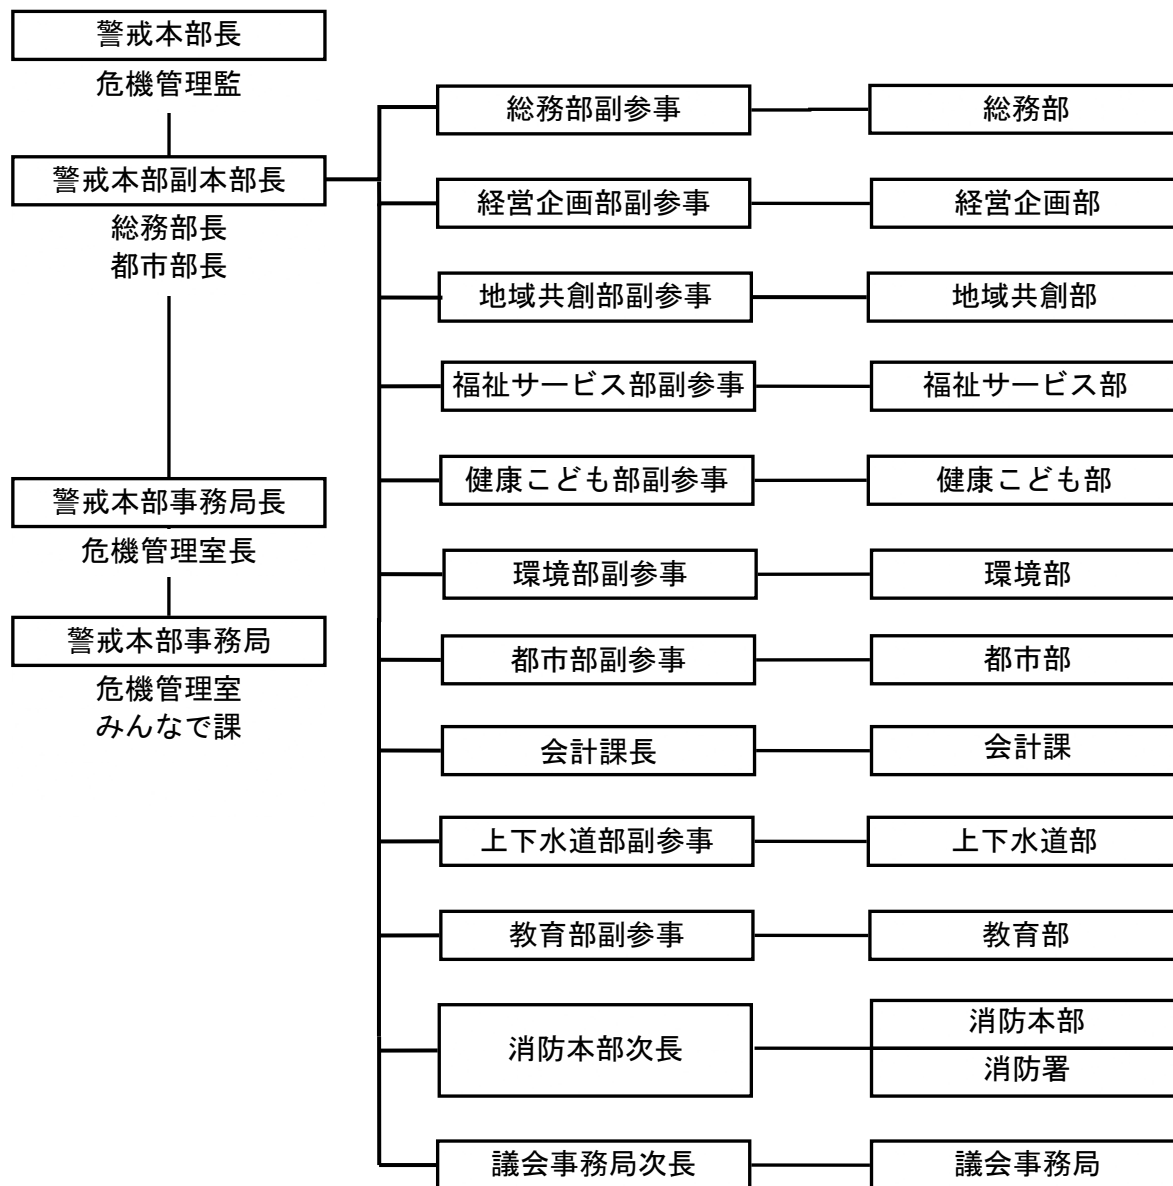 警戒本部長
危機管理監
警戒本部副本部長
総務部長
都市部長
警戒本部事務局長
危機管理室長
警戒本部事務局
危機管理室
みんなで課
総務部副参事
総務部
経営企画部副参事
経営企画部
地域共創部副参事
地域共創部
福祉サービス部副参事
福祉サービス部
健康こども部副参事
健康こども部
環境部副参事
環境部
都市部副参事
都市部
会計課長
会計課
上下水道部副参事
上下水道部
教育部副参事
教育部
消防本部次長
消防本部
消防署
議会事務局次長
議会事務局